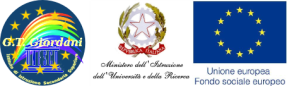 G.B. Giordani
Ministero dell'Istruzione
dell'Università e della Ricerca
Unione europea
Fondo sociale europeo